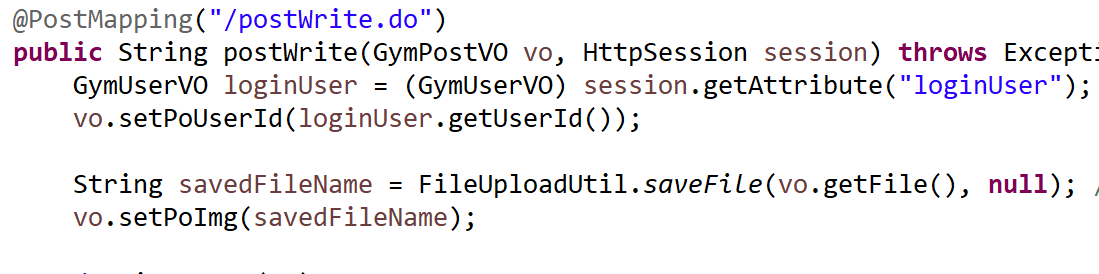 @PostMapping("/postWrite.do")
public String postWrite(GymPostVO vo, HttpSession session) throws Excepti
GymUserVO loginUser = (GymUserVO) session.getAttribute("loginUser");
vo.setPoUserId(loginUser.getUserId());
String savedFileName = FileUploadUtil.saveFile(vo.getFile(), null); /
vo.setPoImg(savedFileName);